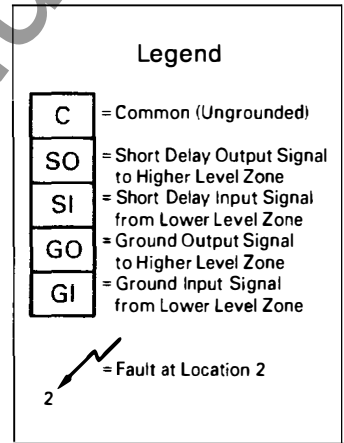 Legend
C = Common (Ungrounded)
SO = Short Delay Output Signal
to Higher Level Zone
SI = Short Delay Input Signal
from Lower Level Zone
GO = Ground Output Signal
to Higher Level Zone
GI = Ground Input Signal
from Lower Level Zone
= Fault at Location 2
2